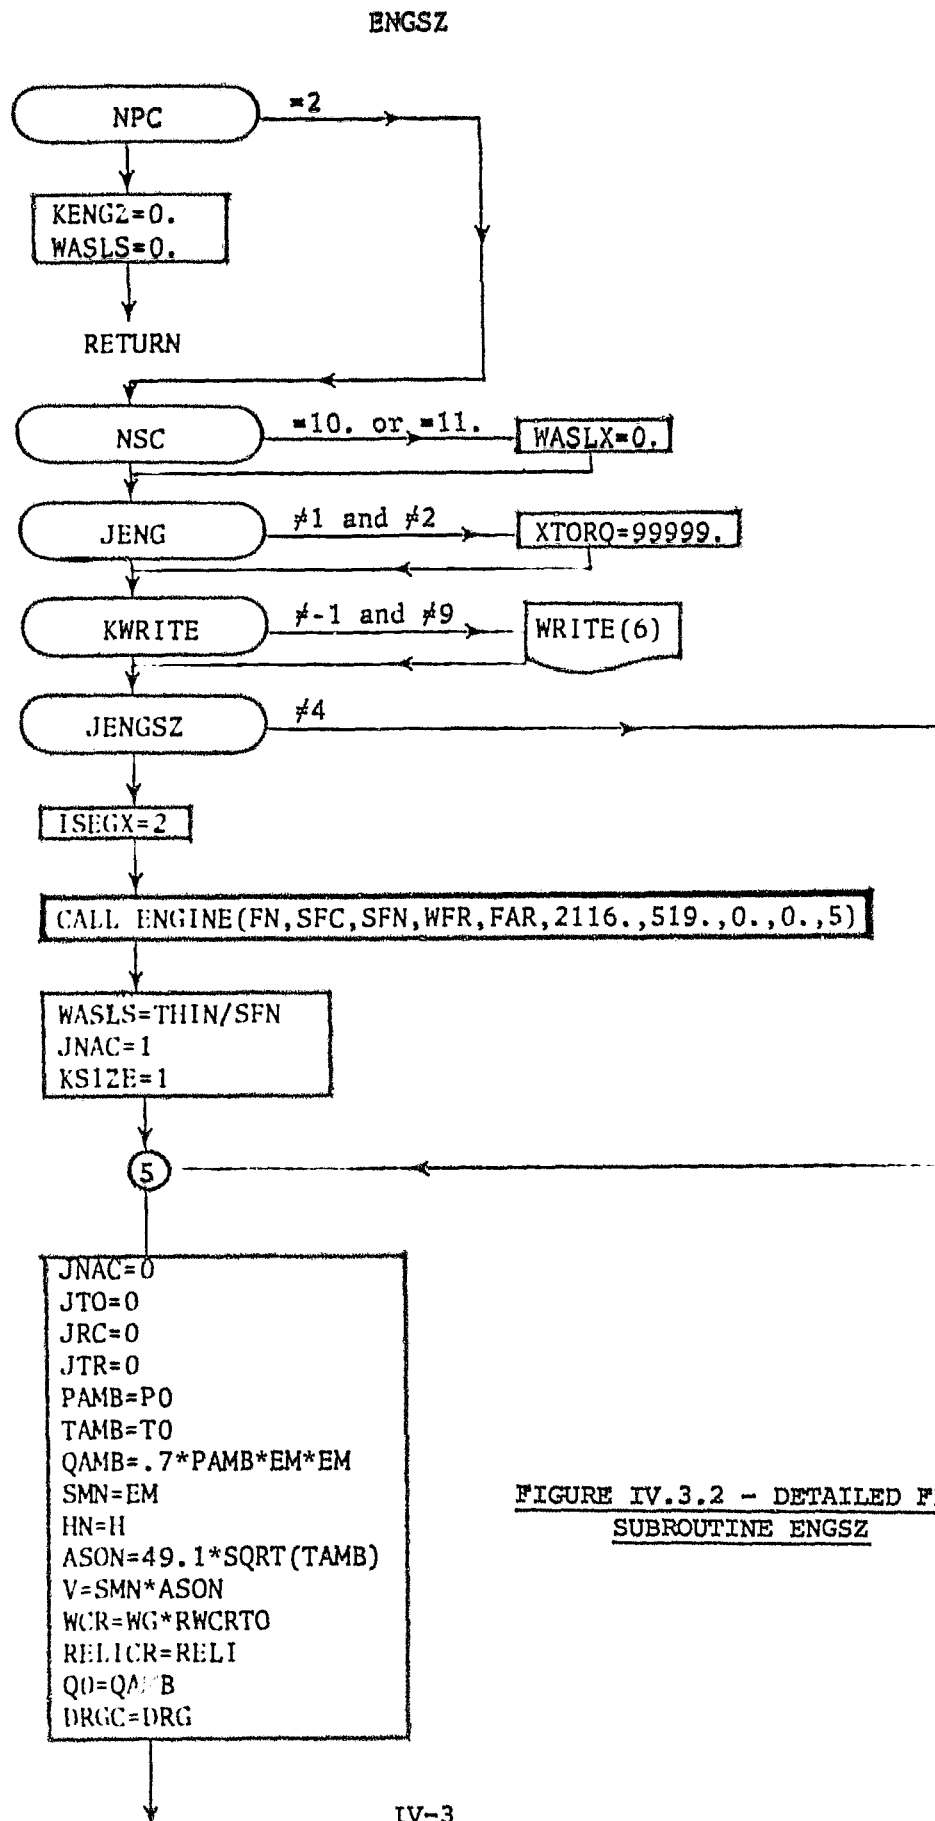 ENGSZ
NPC
=2
KENGZ=0.
WASLS=0.
RETURN
NSC
=10. or =11.
WASLX=0.
JENG
≠1 and ≠2
XTORQ=99999.
KWRITE
≠-1 and ≠9
WRITE(6)
JENGSZ
≠4
ISEGX=2
CALL ENGINE(FN,SFC,SFN,WFR,FAR,2116.,519.,0.,0.,5)
WASLS=THIN/SFN
JNAC=1
KSIZE=1
5
JNAC=0
JTO=0
JRC=0
JTR=0
PAMB=P0
TAMB=T0
QAMB=.7*PAMB*EM*EM
SMN=EM
HN=H
ASON=49.1*SQRT(TAMB)
V=SMN*ASON
WCR=WG*RWCRTO
RELICR=RELI
Q0=QAMB
DRGC=DRG
FIGURE IV.3.2 - DETAILED
SUBROUTINE ENGSZ
IV-3